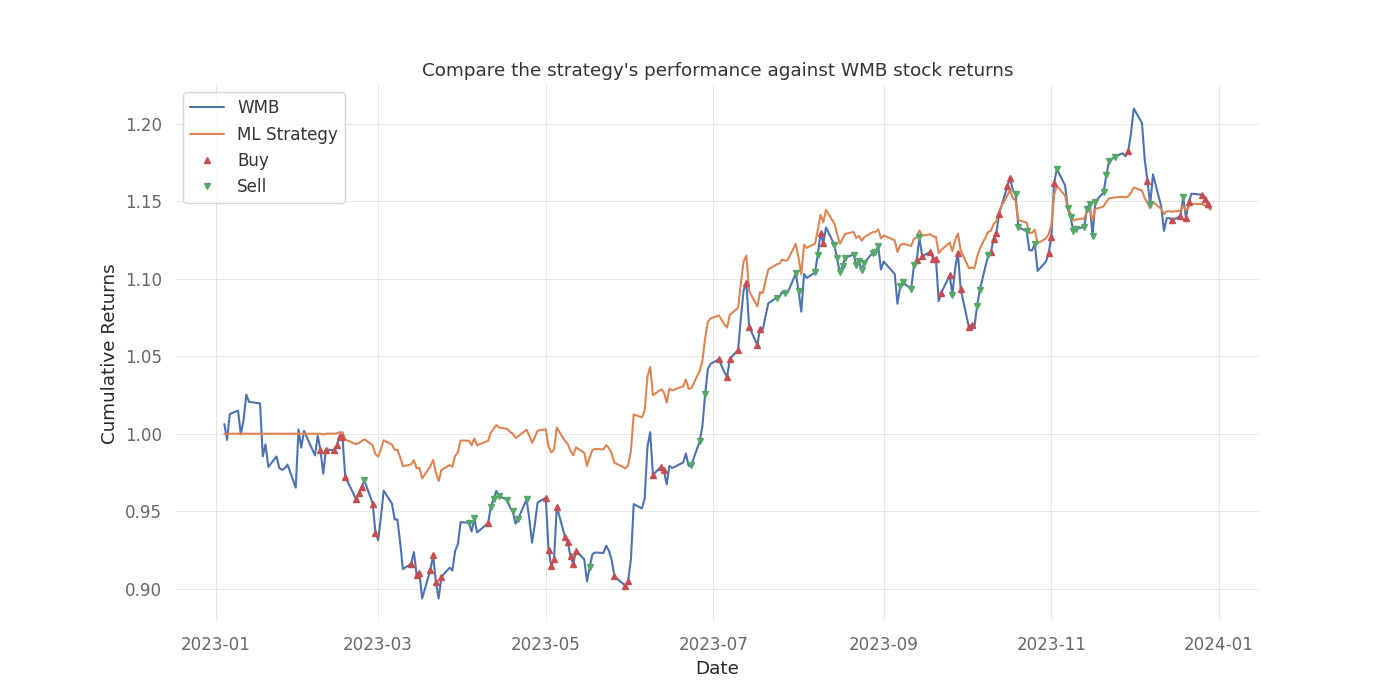 Compare the strategy's performance against WMB stock returns
WMB
ML Strategy
Buy
Sell
Cumulative Returns
1.20
1.15
1.10
1.05
1.00
0.95
0.90
2023-01 2023-03 2023-05 2023-07 2023-09 2023-11 2024-01
Date